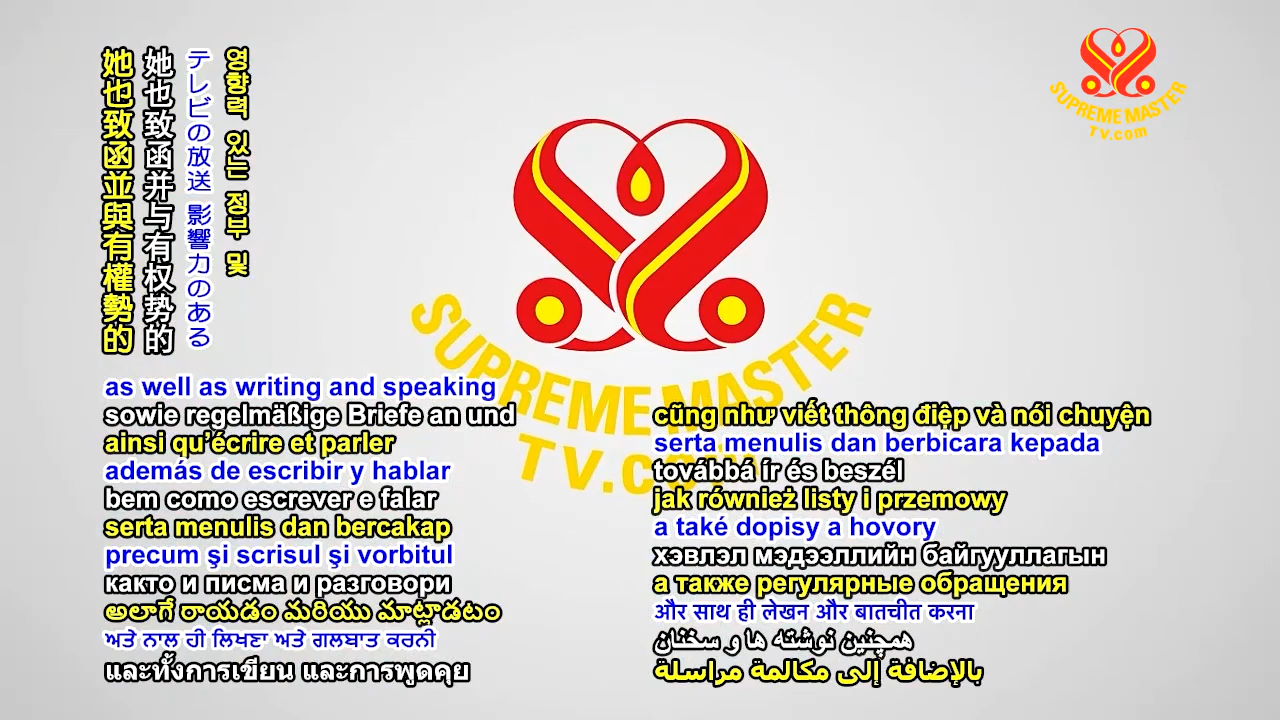 她也致函並與有權勢的
她也致函并与有权势的
テレビの放送 影響力のある
영향력 있는 정부 및
SUPREME MASTER
TV.com
SUPREME MASTER
TV.com
as well as writing and speaking
sowie regelmäßige Briefe an und
ainsi qu’écrire et parler
además de escribir y hablar
bem como escrever e falar
serta menulis dan bercakap
precum şi scrisul şi vorbitul
както и писма и разговори
అలాగే రాయడం మరియు మాట్లాడటం
ਅਤੇ ਨਾਲ ਹੀ ਲਿਖਣਾ ਅਤੇ ਗਲਬਾਤ ਕਰਨੀ
และทั้งการเขียน และการพูดคุย
cũng như viết thông điệp và nói chuyện
serta menulis dan berbicara kepada
továbbá ír és beszél
jak również listy i przemowy
a také dopisy a hovory
хэвлэл мэдээллийн байгууллагын
а также регулярные обращения
और साथ ही लेखन और बातचीत करना
همچنین نوشته ها و سخنان
بالإضافة إلى مكالمة مراسلة